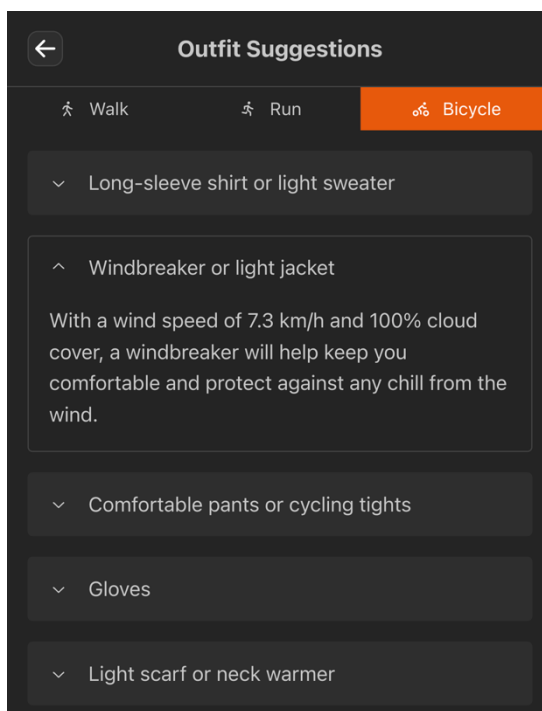 Outfit Suggestions
Walk Run Bicycle
Long-sleeve shirt or light sweater
Windbreaker or light jacket
With a wind speed of 7.3 km/h and 100% cloud
cover, a windbreaker will help keep you
comfortable and protect against any chill from the
wind.
Comfortable pants or cycling tights
Gloves
Light scarf or neck warmer